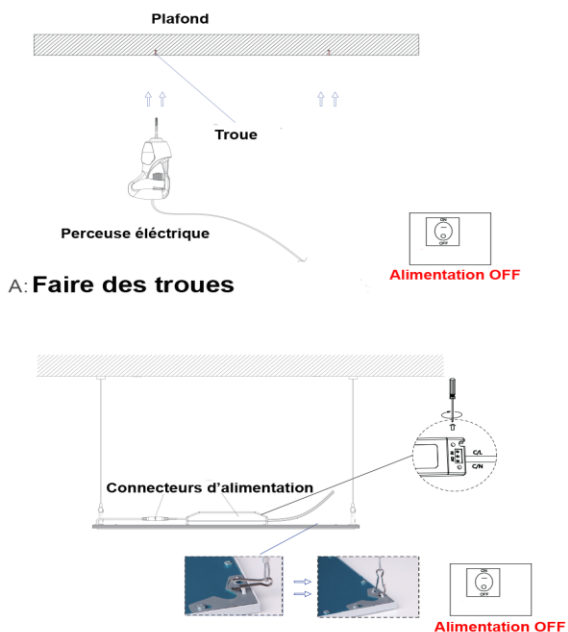 Plafond
Troue
Perceuse éléctrique
ON
OFF
Alimentation OFF
A: Faire des troues
C/L
C/N
Connecteurs d'alimentation
ON
OFF
Alimentation OFF